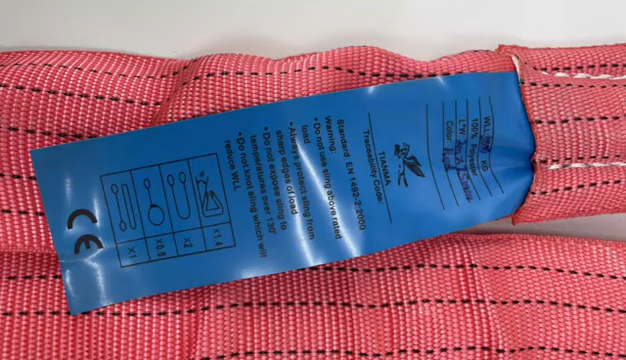 WLL: KG
100% Polyester
L*W:
Color
TIANMA
Traceability Code:
Standard: EN 1492-2-2000
Warning:
• Do not use sling above rated
load
• Always protect sling from
sharp edges of load
• Do not expose sling to
temperatures over 130°
• Do not knot sling which will
reduce WLL
X1 X0,8 X2 X1,4
CE